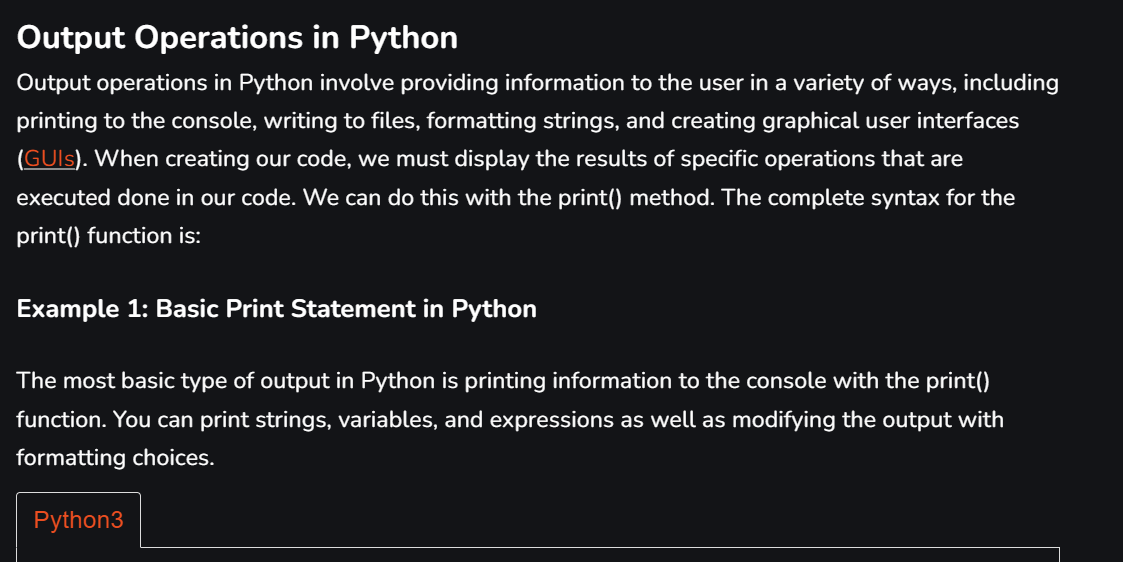 Output Operations in Python
Output operations in Python involve providing information to the user in a variety of ways, including
printing to the console, writing to files, formatting strings, and creating graphical user interfaces
(GUIs). When creating our code, we must display the results of specific operations that are
executed done in our code. We can do this with the print() method. The complete syntax for the
print() function is:
Example 1: Basic Print Statement in Python
The most basic type of output in Python is printing information to the console with the print()
function. You can print strings, variables, and expressions as well as modifying the output with
formatting choices.
Python3